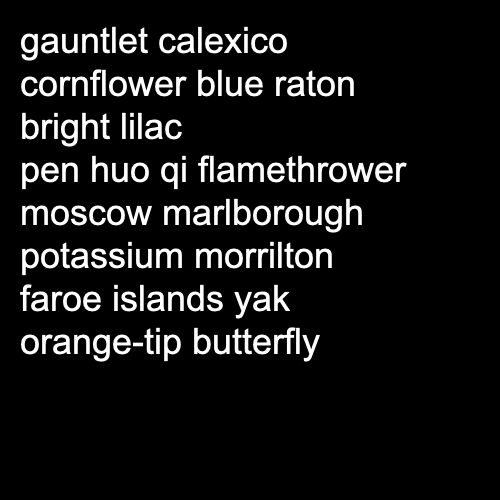 gauntlet calexico
cornflower blue raton
bright lilac
pen huo qi flamethrower
moscow marlborough
potassium morrilton
faroe islands yak
orange-tip butterfly